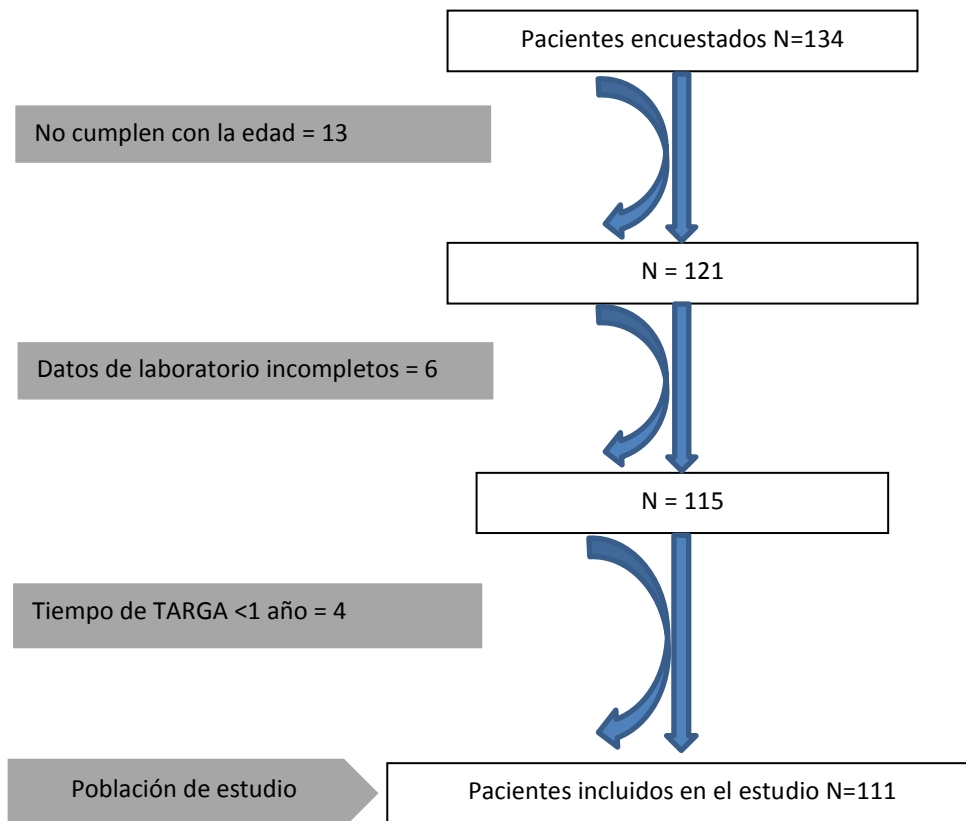 Pacientes encuestados N=134
No cumplen con la edad = 13
N = 121
Datos de laboratorio incompletos = 6
N = 115
Tiempo de TARGA <1 año = 4
Población de estudio
Pacientes incluidos en el estudio N=111